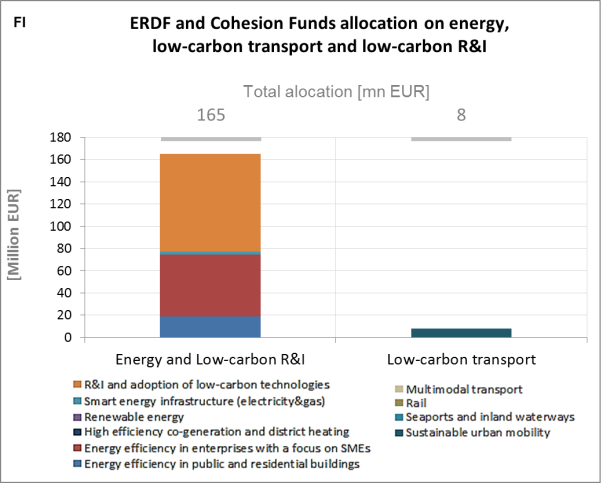 FI
ERDF and Cohesion Funds allocation on energy,
low-carbon transport and low-carbon R&I
Total alocation [mn EUR]
165 8
[Million EUR]
180
160
140
120
100
80
60
40
20
0
Energy and Low-carbon R&I Low-carbon transport
R&I and adoption of low-carbon technologies
Smart energy infrastructure (electricity&gas)
Renewable energy
High efficiency co-generation and district heating
Energy efficiency in enterprises with a focus on SMEs
Energy efficiency in public and residential buildings
Multimodal transport
Rail
Seaports and inland waterways
Sustainable urban mobility